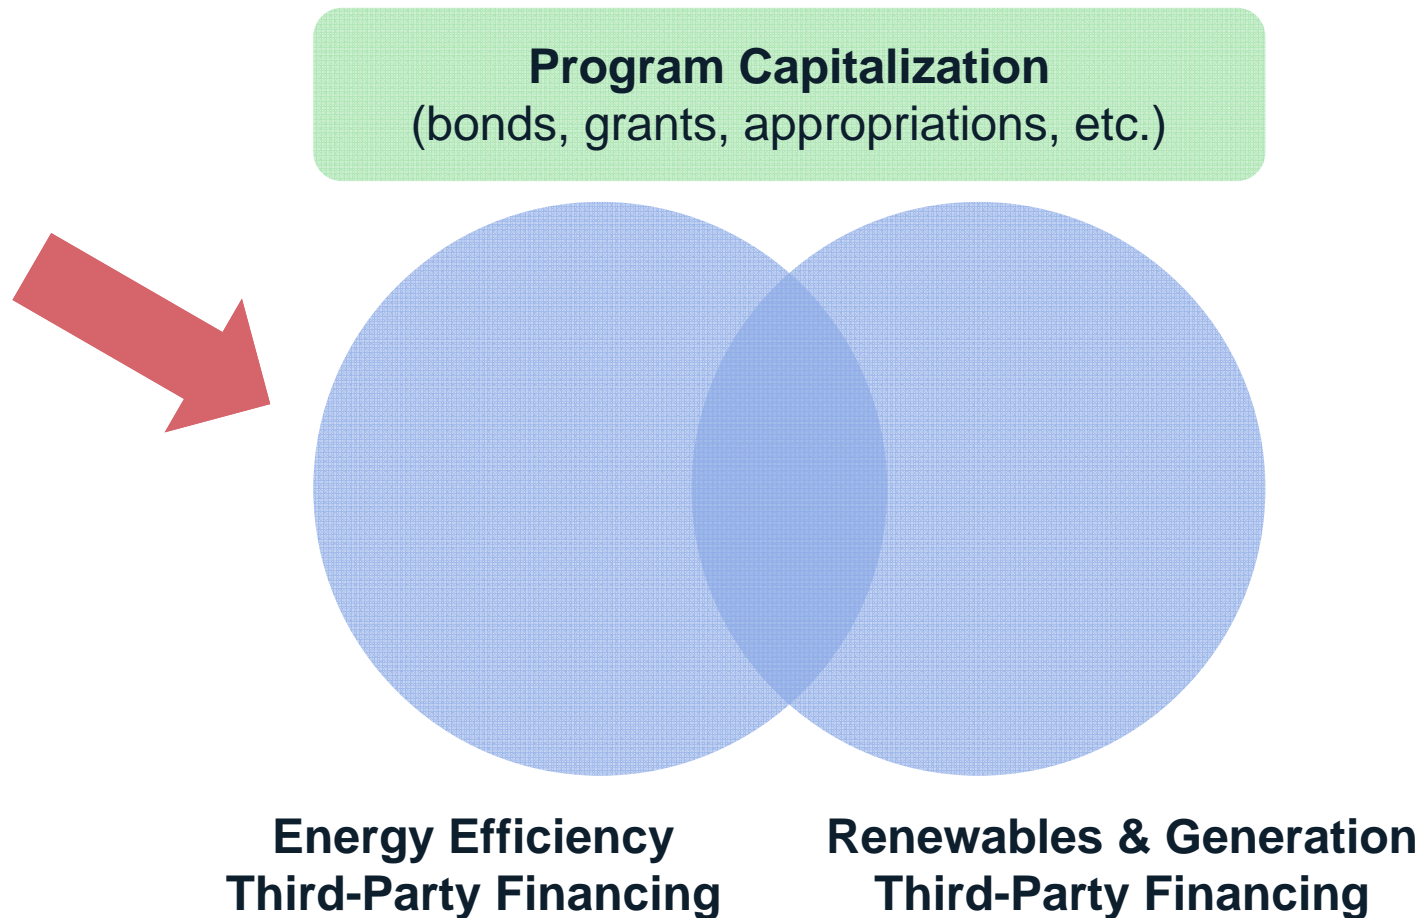 Program Capitalization
(bonds, grants, appropriations, etc.)
Energy Efficiency
Third-Party Financing
Renewables & Generation
Third-Party Financing